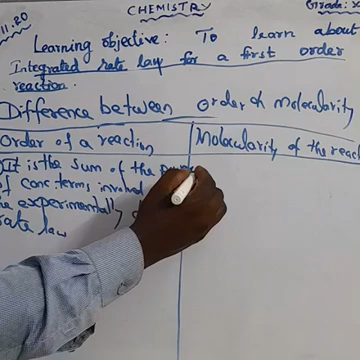 11.20 CHEMISTRY Grade: x
Learning objective: To learn about
Integrated rate law for a first order
reaction.
Difference between order & molecularity
Order of a reaction Molecularity of the reac
It is the sum of the
of conc terms involved
he experimentally
rate law